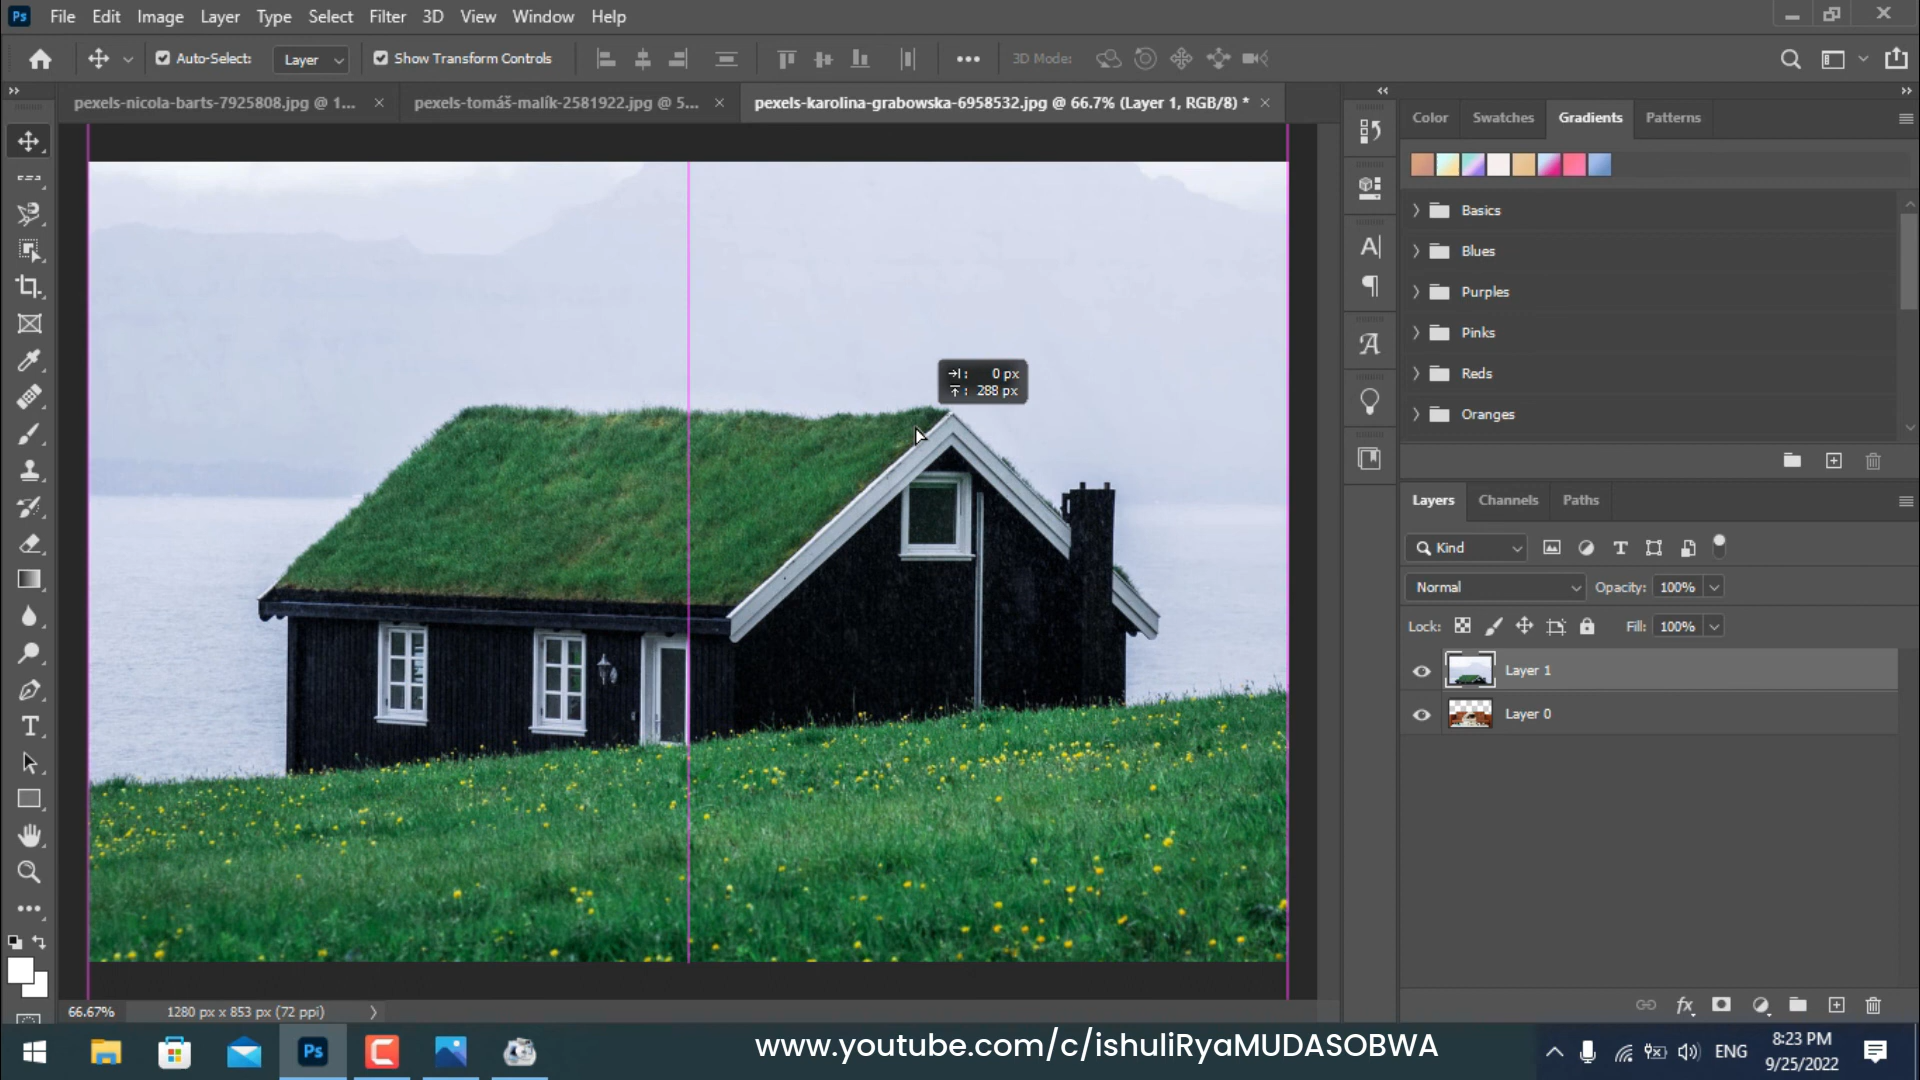 Ps File Edit Image Layer Type Select Filter 3D View Window Help
Auto-Select: Layer Show Transform Controls 3D Mode:
pexels-nicola-barts-7925808.jpg @ 1... × pexels-tomáš-malík-2581922.jpg @ 5... × pexels-karolina-grabowska-6958532.jpg @ 66.7% (Layer 1, RGB/8) * ×
Color Swatches Gradients Patterns
Basics
Blues
Purples
Pinks
Reds
Oranges
0 px
288 px
Layers Channels Paths
Kind
Normal Opacity: 100%
Lock: Fill: 100%
Layer 1
Layer 0
66.67% 1280 px x 853 px (72 ppi)
Ps
www.youtube.com/c/ishuliRyaMUDASOBWA
ENG
8:23 PM
9/25/2022